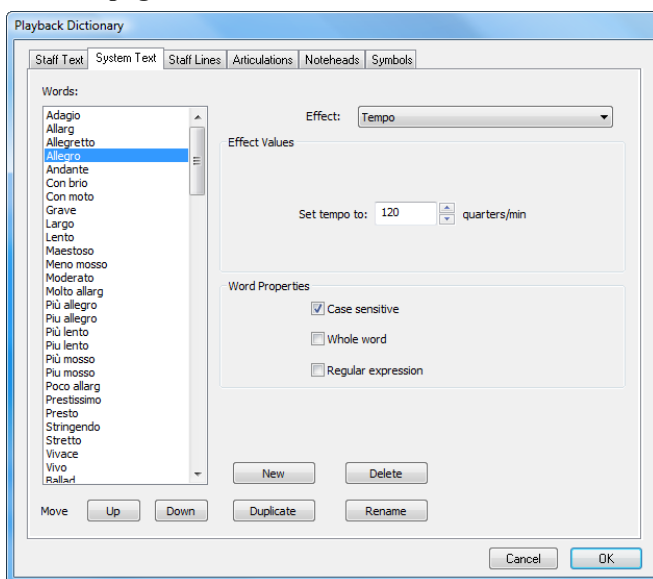 Playback Dictionary
Staff Text System Text Staff Lines Articulations Noteheads Symbols
Words:
Effect: Tempo
Adagio
Allarg
Allegretto
Allegro
Andante
Con brio
Con moto
Grave
Largo
Lento
Maestoso
Meno mosso
Moderato
Molto allarg
Più allegro
Piu allegro
Più lento
Piu lento
Più mosso
Piu mosso
Poco allarg
Prestissimo
Presto
Stringendo
Stretto
Vivace
Vivo
Ballad
Effect Values
Set tempo to: 120 quarters/min
Word Properties
Case sensitive
Whole word
Regular expression
New Delete
Move Up Down Duplicate Rename
Cancel OK